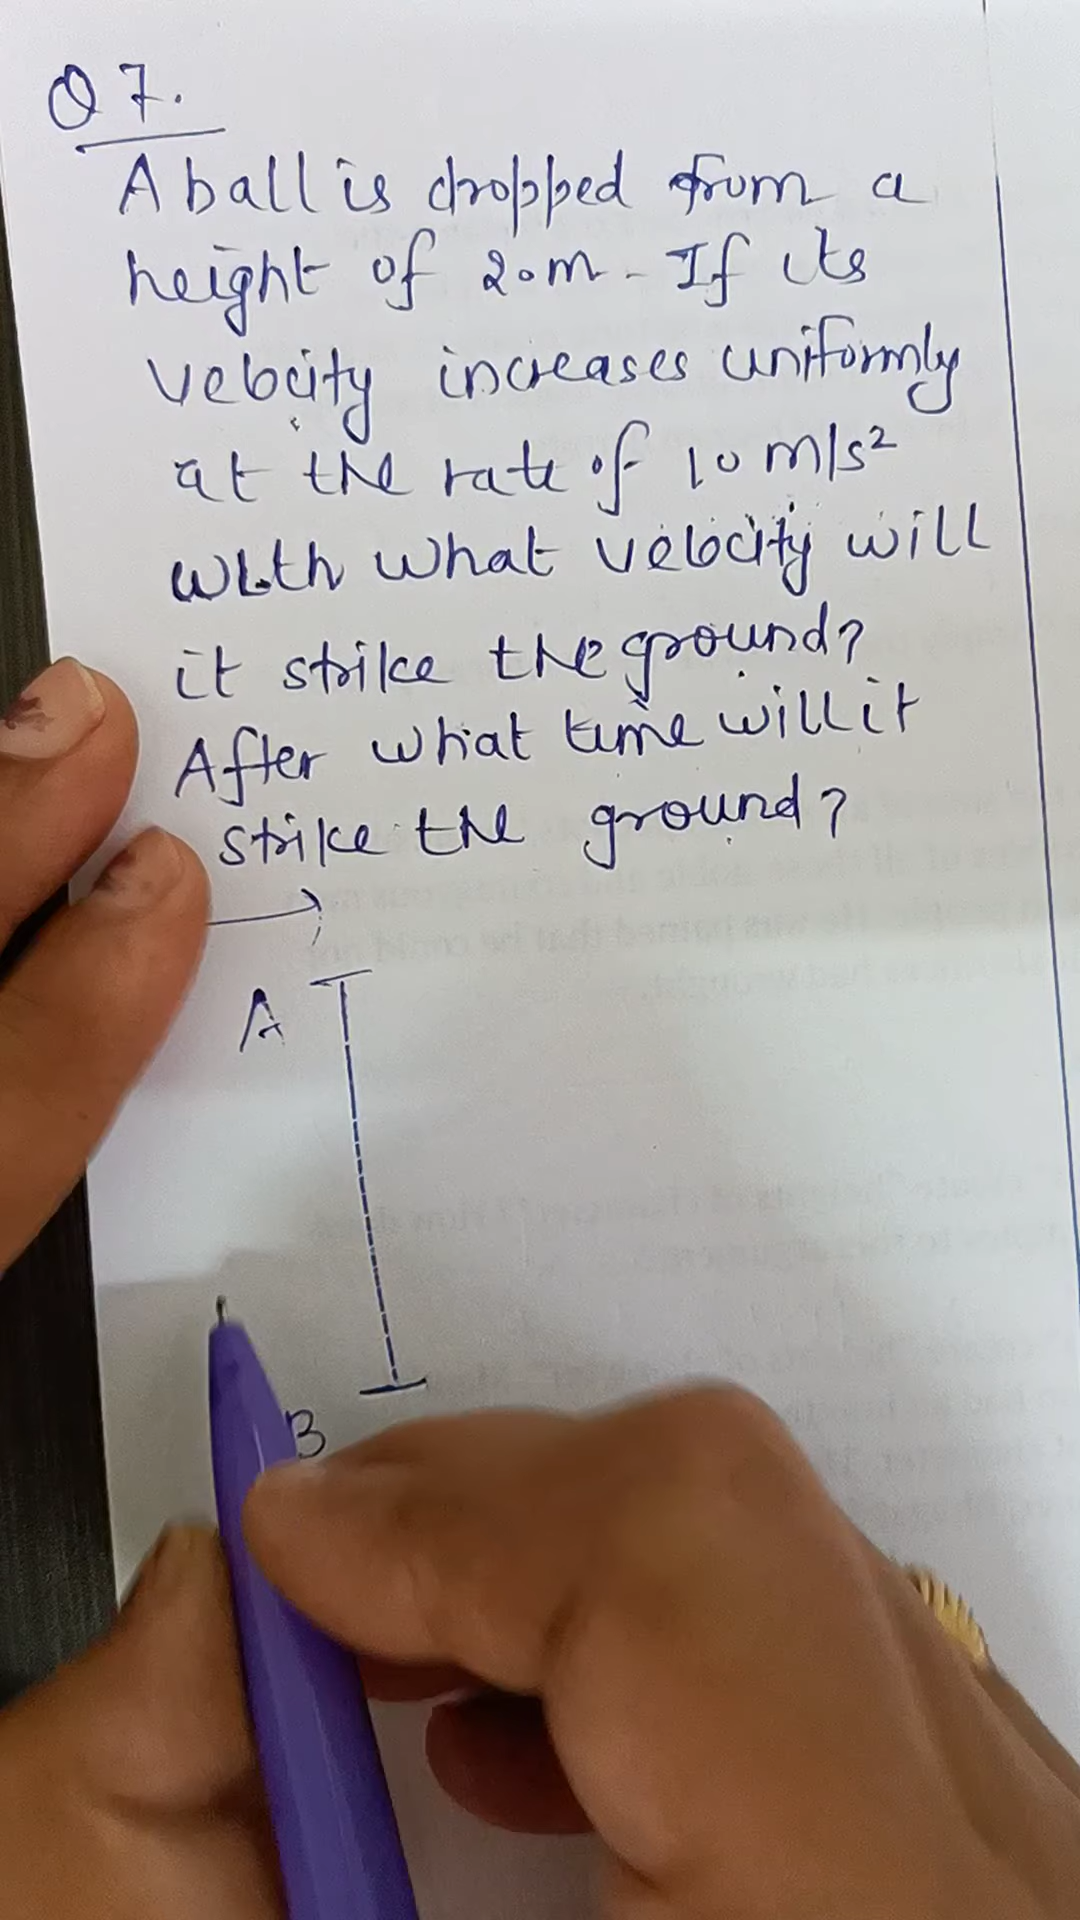 Q 7.
A ball is dropped from a
height of 20m. If its
velocity increases uniformly
at the rate of 10 m/s²
with what velocity will
it strike the ground?
After what time will it
strike the ground?
A
B